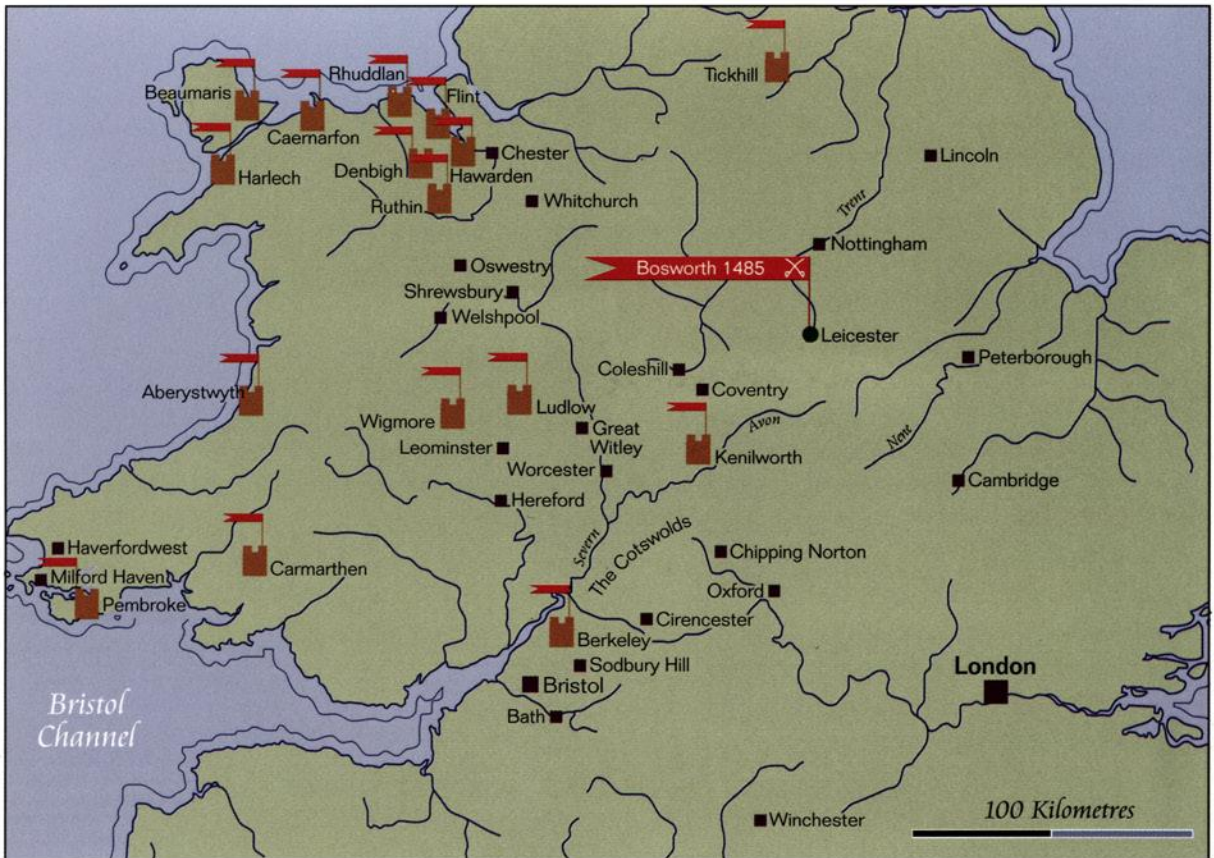 Rhuddlan
Tickhill
Beaumaris
Flint
Caernarfon
Chester
Lincoln
Denbigh
Hawarden
Harlech
Ruthin
Whitchurch
Trent
Nottingham
Oswestry
Bosworth 1485
Shrewsbury
Welshpool
Leicester
Peterborough
Coleshill
Coventry
Aberystwyth
Ludlow
Wigmore
Great
Witley
Avon
Nent
Leominster
Kenilworth
Worcester
Cambridge
Hereford
Severn
The Cotswolds
Haverfordwest
Chipping Norton
Carmarthen
Milford Haven
Oxford
Pembroke
Cirencester
Berkeley
Sodbury Hill
London
Bristol
Bristol
Channel
Bath
100 Kilometres
Winchester